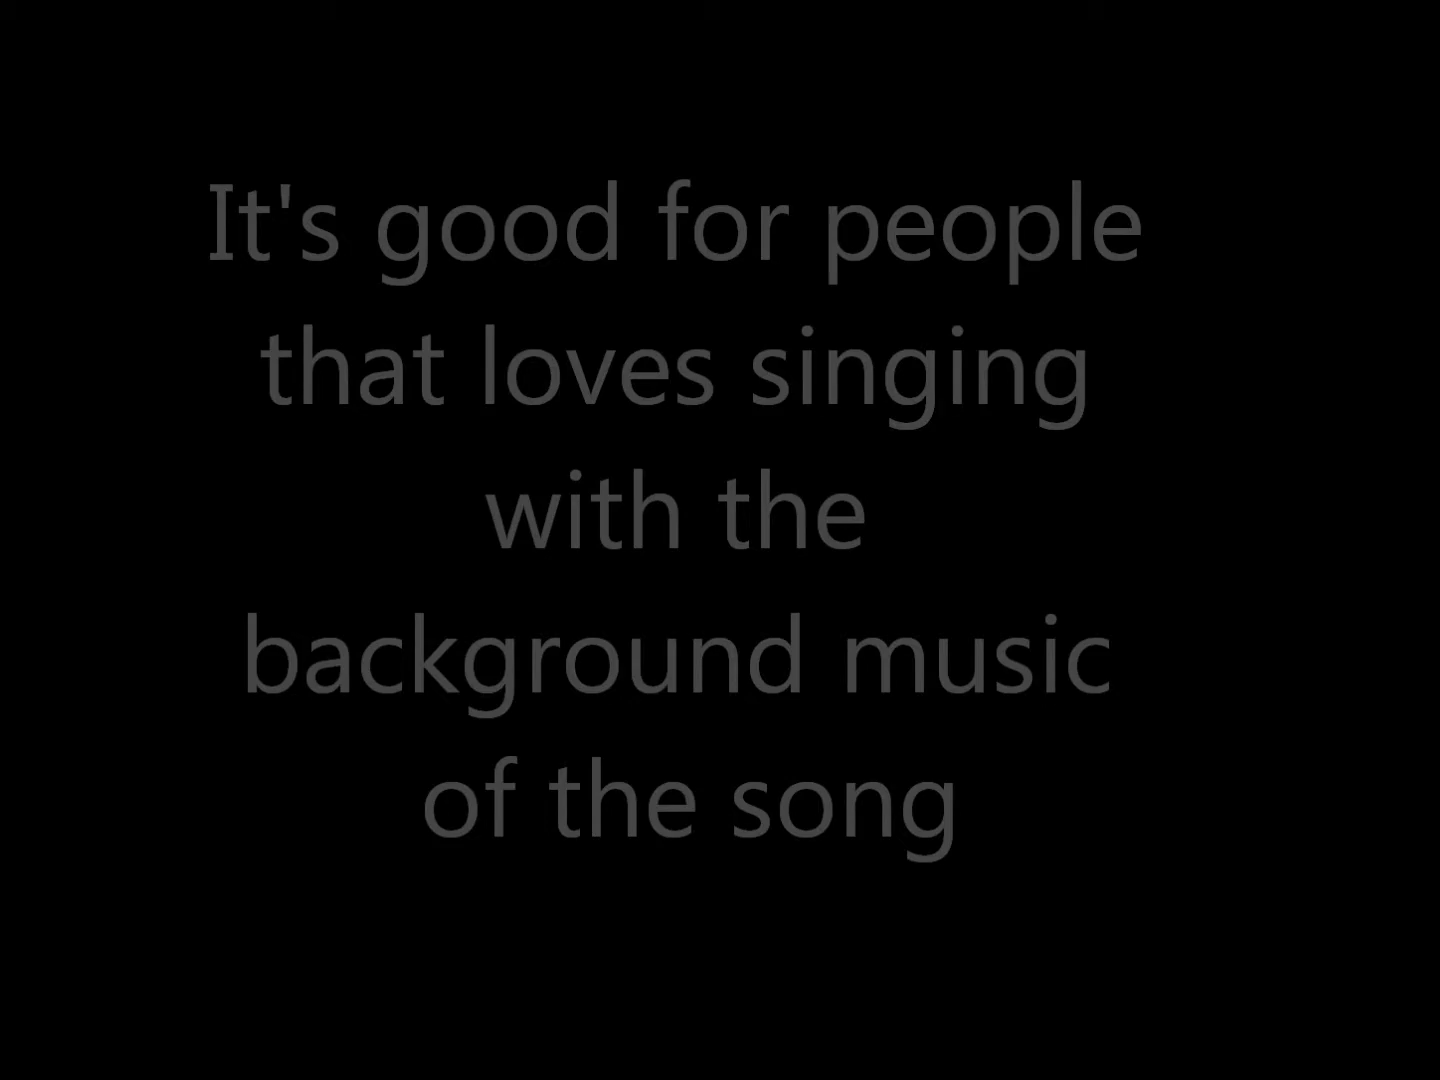 It's good for people
that loves singing
with the
background music
of the song